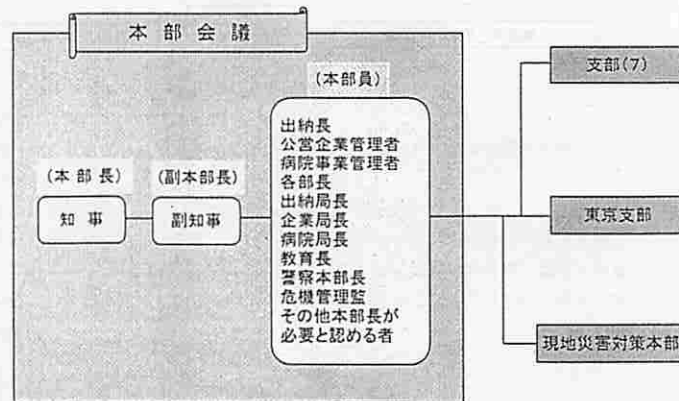 本部会議
(本部長)
知事
(副本部長)
副知事
(本部員)
出納長
公営企業管理者
病院事業管理者
各部長
出納局長
企業局長
病院局長
教育長
警察本部長
危機管理監
その他本部長が
必要と認める者
支部(7)
東京支部
現地災害対策本部